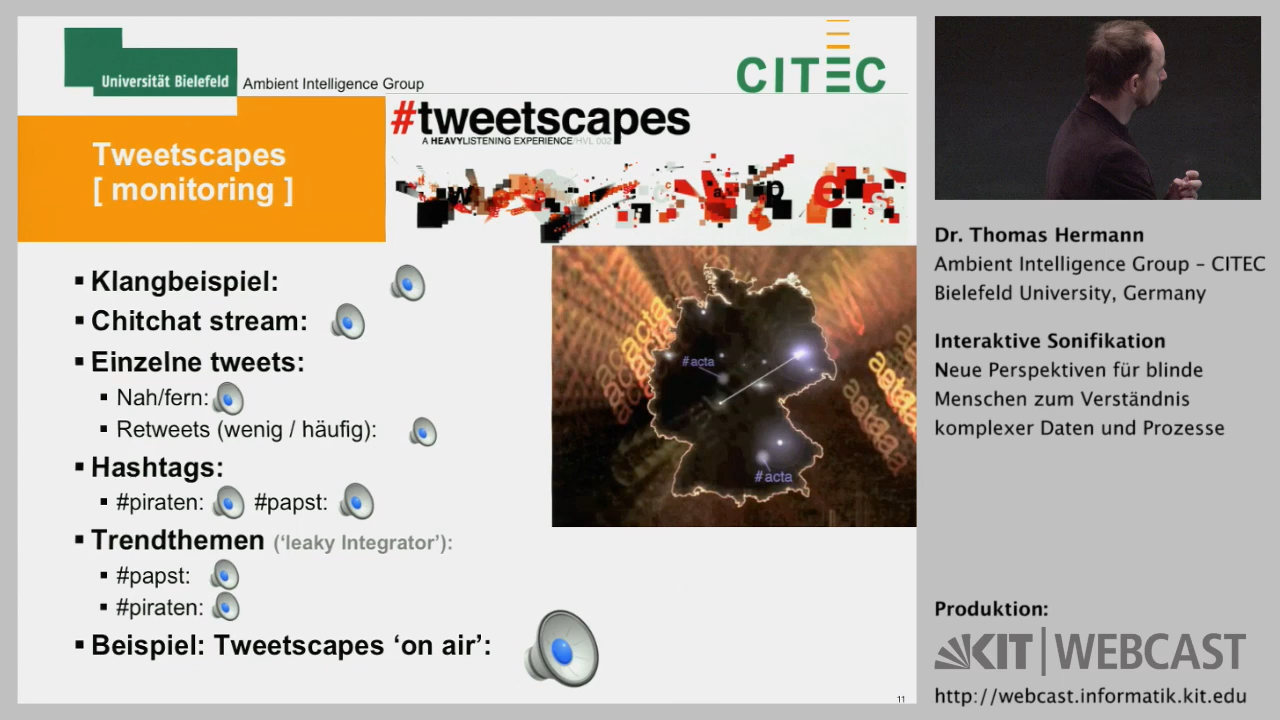 Universität Bielefeld
Ambient Intelligence Group
CITEC
Tweetscapes
[ monitoring ]
#tweetscapes
A HEAVYLISTENING EXPERIENCE/HVL 002
▪ Klangbeispiel:
▪ Chitchat stream:
▪ Einzelne tweets:
▪ Nah/fern:
▪ Retweets (wenig / häufig):
▪ Hashtags:
▪ #piraten: #papst:
▪ Trendthemen (‘leaky Integrator’):
▪ #papst:
▪ #piraten:
▪ Beispiel: Tweetscapes ‘on air’:
#acta
#acta
11
Dr. Thomas Hermann
Ambient Intelligence Group – CITEC
Bielefeld University, Germany
Interaktive Sonifikation
Neue Perspektiven für blinde
Menschen zum Verständnis
komplexer Daten und Prozesse
Produktion:
KIT WEBCAST
http://webcast.informatik.kit.edu